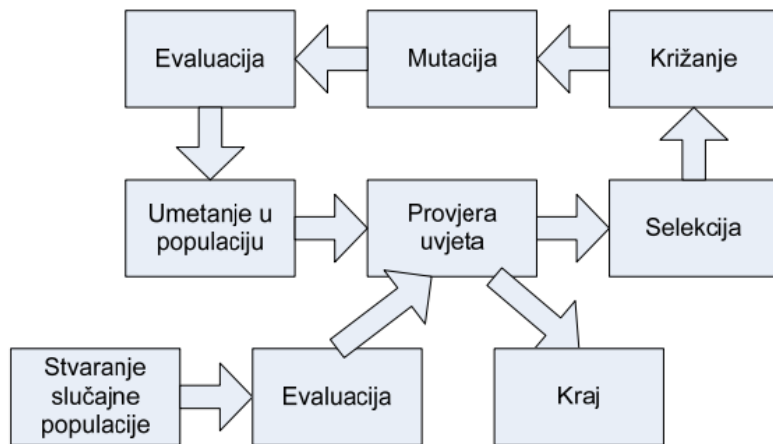 Evaluacija
Mutacija
Križanje
Umetanje u
populaciju
Provjera
uvjeta
Selekcija
Stvaranje
slučajne
populacije
Evaluacija
Kraj